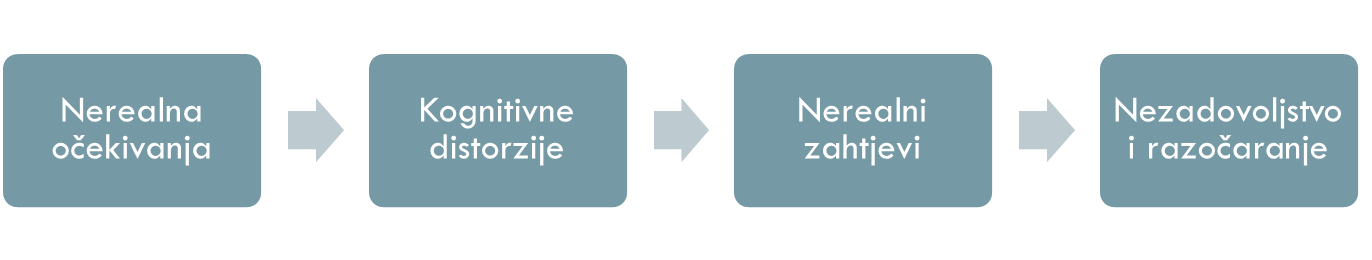 Nerealna
očekivanja
Kognitivne
distorzije
Nerealni
zahtjevi
Nezadovoljstvo
i razočaranje